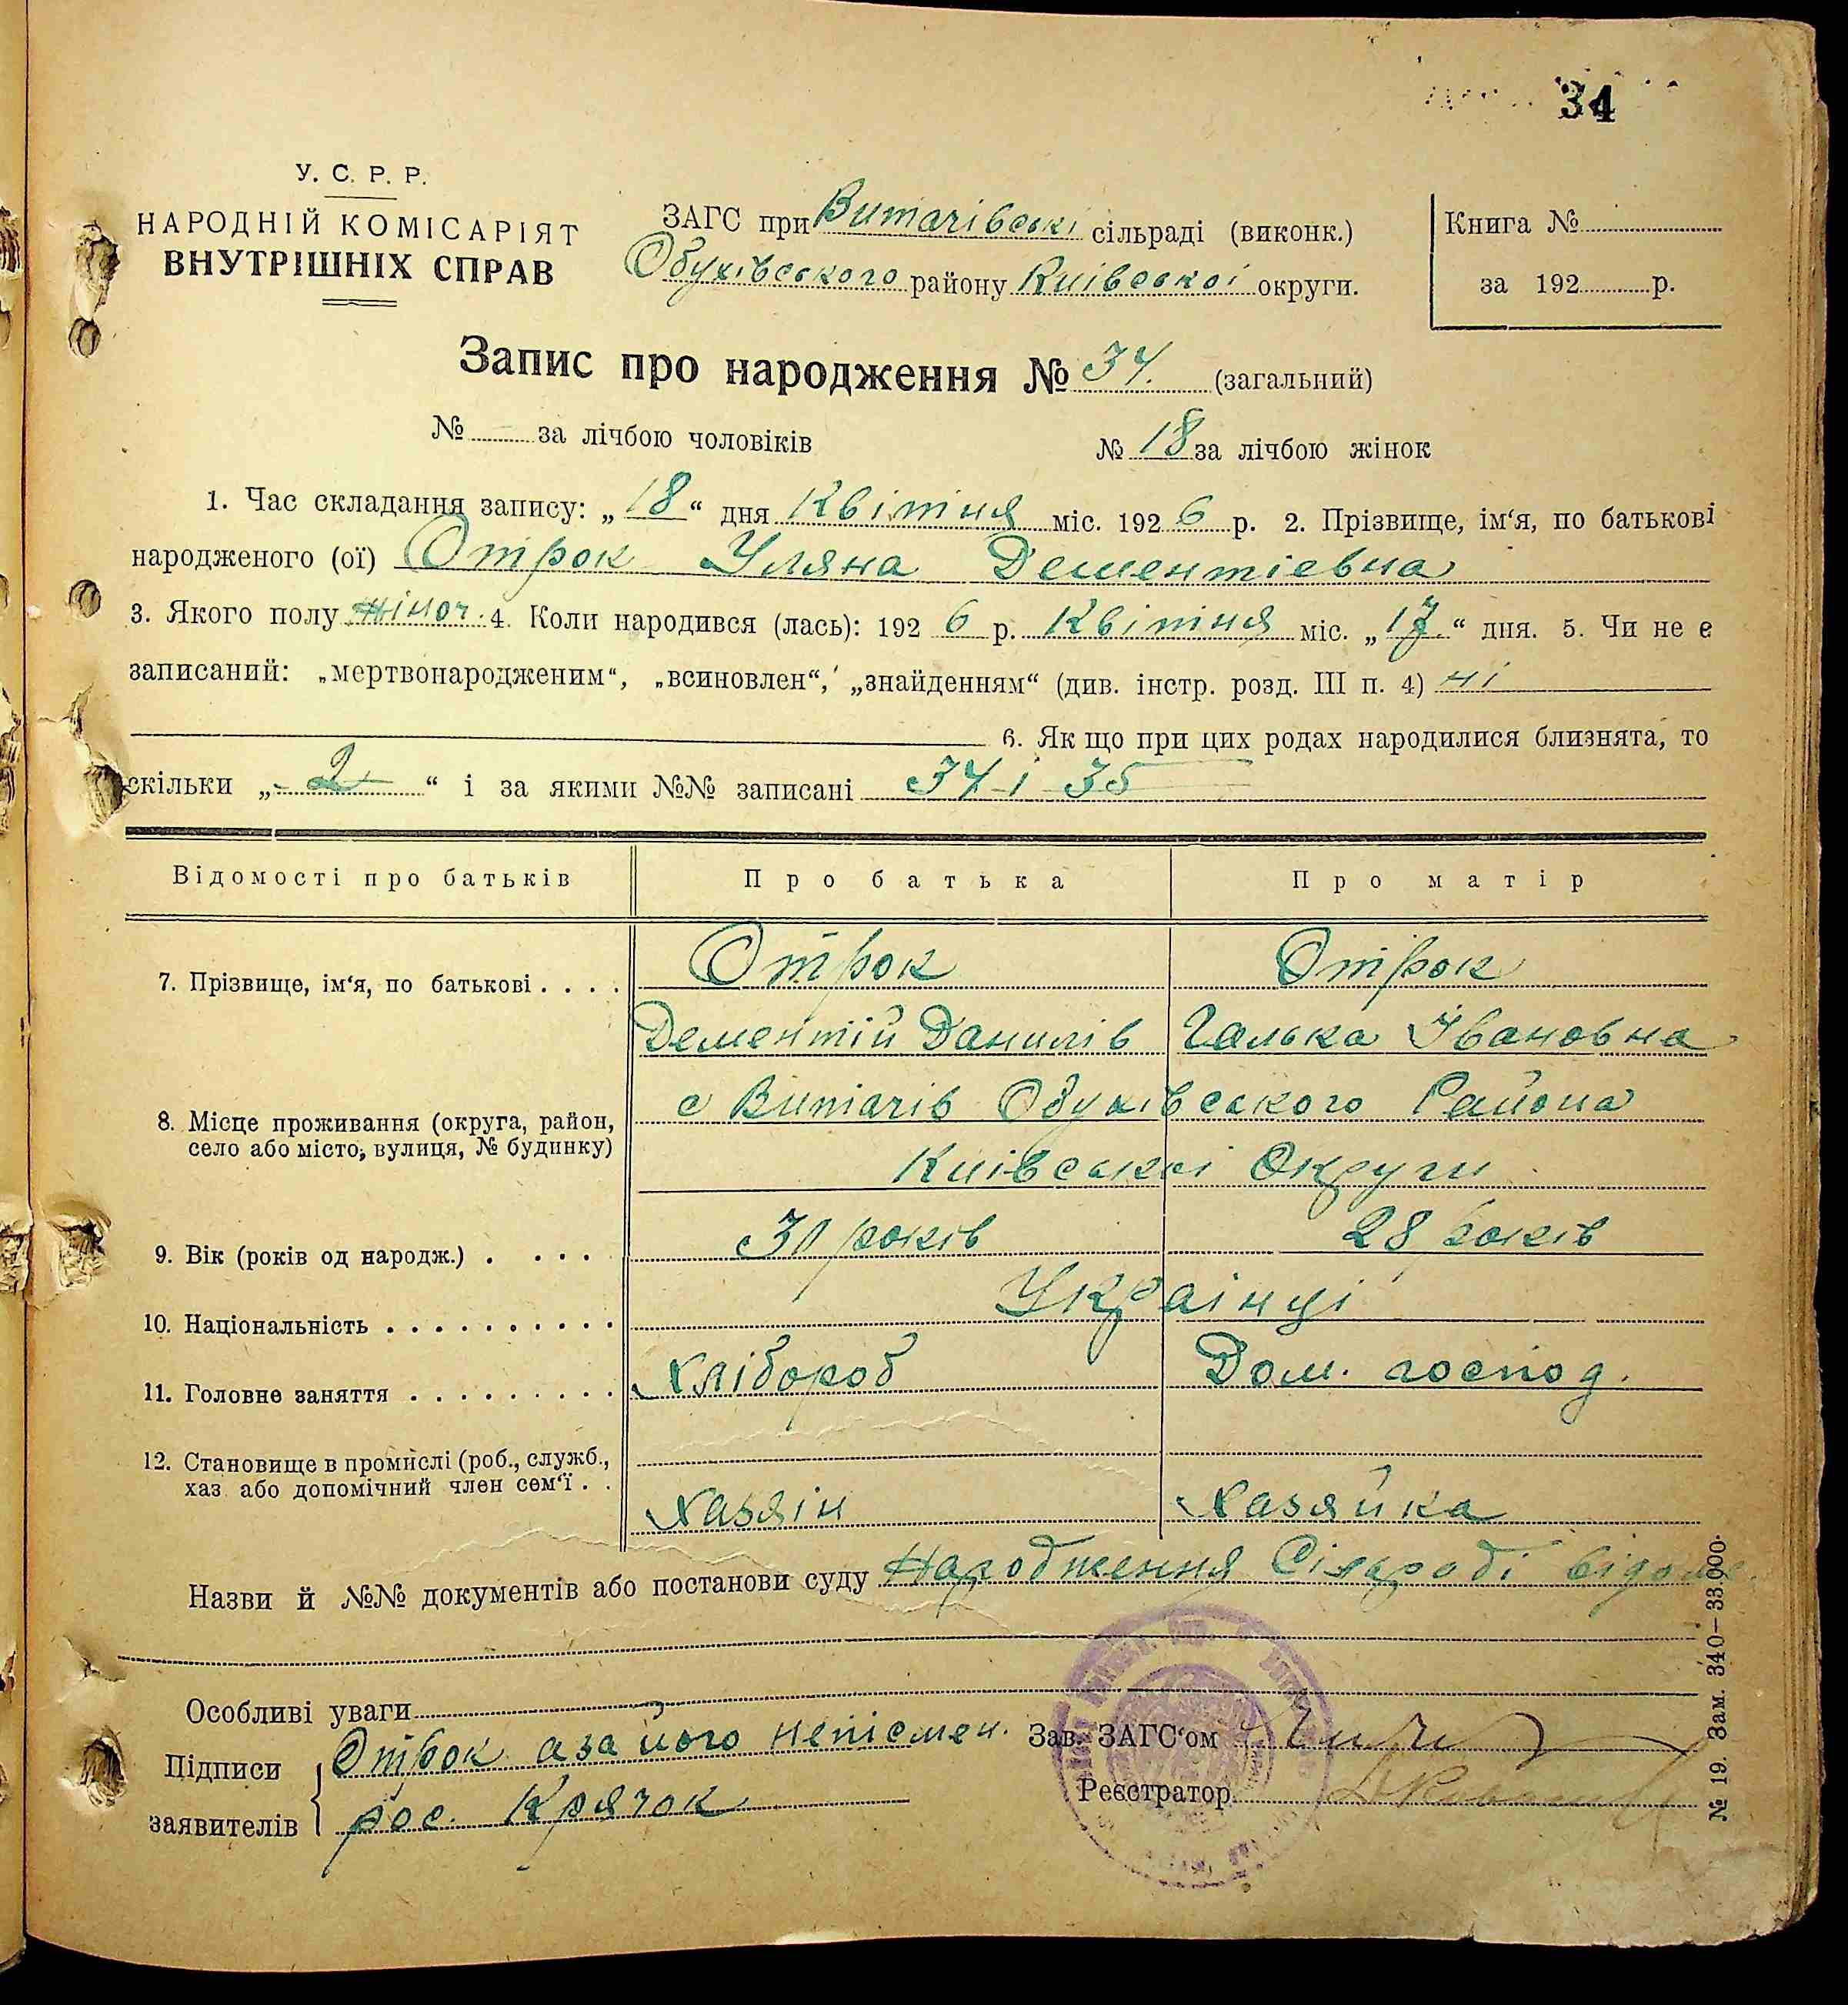 34
У. С. Р. Р.
НАРОДНІЙ КОМІСАРІЯТ
ВНУТРІШНІХ СПРАВ
ЗАГС при Витачівські сільраді (виконк.)
Обухівського району Київської округи.
Книга №
за 192 р.
Запис про народження № 34. (загальний)
№ — за лічбою чоловіків № 18 за лічбою жінок
1. Час складання запису: „18“ дня Квітня міс. 1926 р. 2. Прізвище, ім‘я, по батькові
народженого (ої) Отрок Уляна Дементіевна
3. Якого полу жіноч. 4. Коли народився (лась): 1926 р. Квітня міс. „17.“ дня. 5. Чи не є
записаний: „мертвонародженим“, „всиновлен“, „знайденням“ (див. інстр. розд. III п. 4) ні
6. Як що при цих родах народилися близнята, то
скільки „ 2 “ і за якими №№ записані 34 і 35
Відомості про батьків Про батька Про матір
7. Прізвище, ім‘я, по батькові . . . . Отрок Отрок
Дементій Данилів Галька Івановна
8. Місце проживання (округа, район, село або місто, вулиця, № будинку) с Витачів Обухівського Района
Київської Округи
9. Вік (років од народж.) . . . . 30 років 28 років
10. Національність . . . . . . . . . . Українці
11. Головне заняття . . . . . . . . . Хлібороб Дом. господ.
12. Становище в промислі (роб., служб.,
хаз. або допомічний член сем‘ї . . Хазяін Хазяйка
Назви й №№ документів або постанови суду Народження Сільраді відоме.
Особливі уваги
Підписи заявителів Отрок а за його неписмен.
рос. Крячок
Зав. ЗАГС‘ом
Реєстратор
№ 19. Зам. 340—33.000.